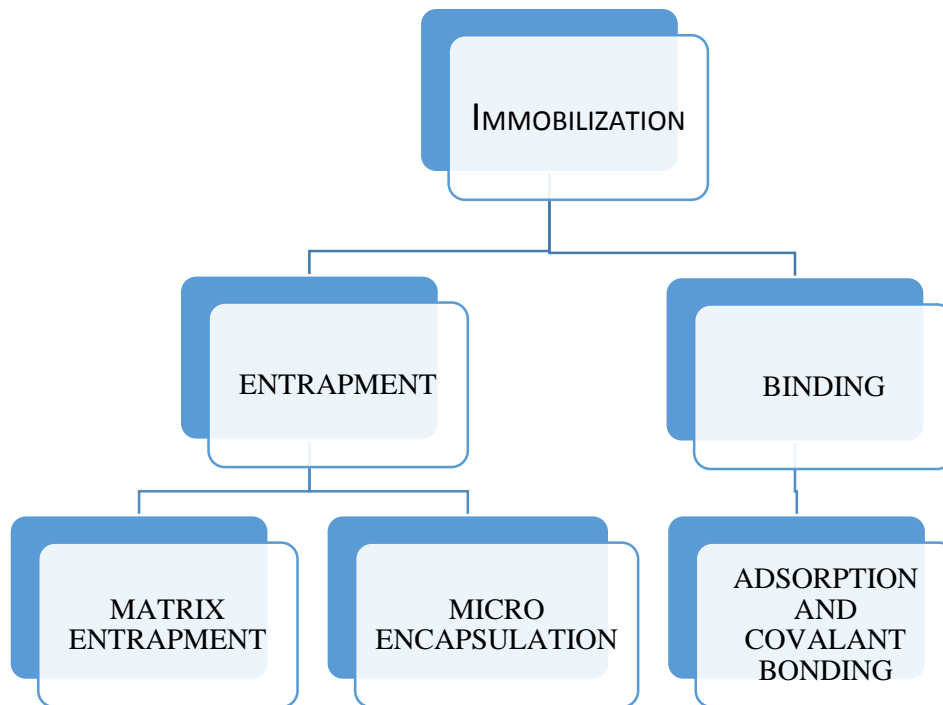 IMMOBILIZATION
ENTRAPMENT
BINDING
MATRIX
ENTRAPMENT
MICRO
ENCAPSULATION
ADSORPTION
AND
COVALANT
BONDING